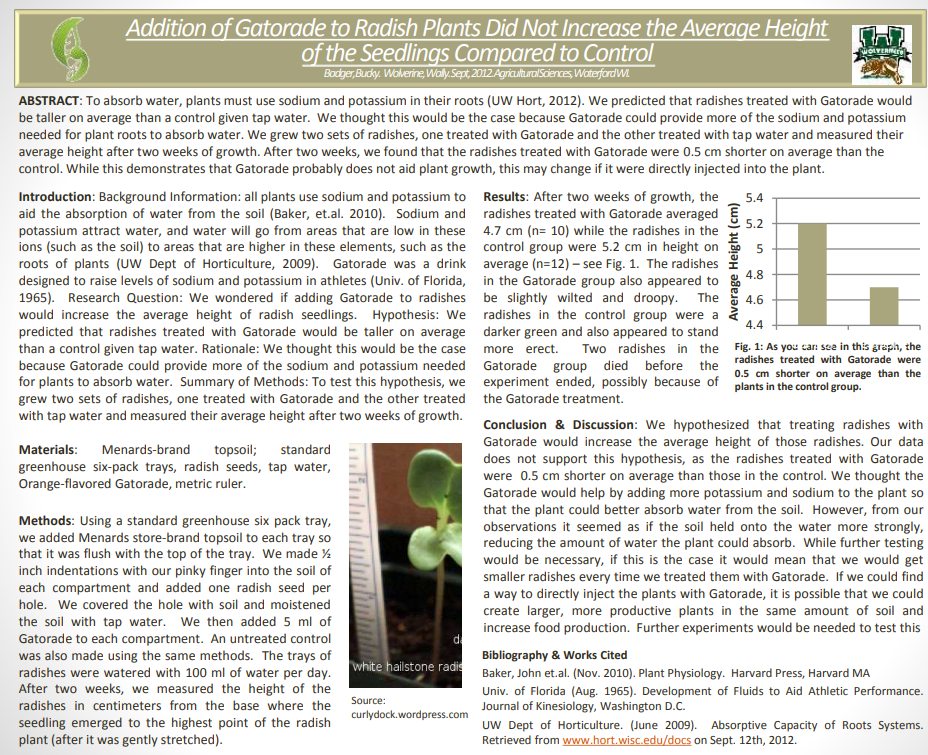 Addition of Gatorade to Radish Plants Did Not Increase the Average Height
of the Seedlings Compared to Control
Badger, Bucky. Wolverine, Wally. Sept, 2012. Agricultural Sciences, Waterford WI.
WOLVERINES
ABSTRACT: To absorb water, plants must use sodium and potassium in their roots (UW Hort, 2012). We predicted that radishes treated with Gatorade would
be taller on average than a control given tap water. We thought this would be the case because Gatorade could provide more of the sodium and potassium
needed for plant roots to absorb water. We grew two sets of radishes, one treated with Gatorade and the other treated with tap water and measured their
average height after two weeks of growth. After two weeks, we found that the radishes treated with Gatorade were 0.5 cm shorter on average than the
control. While this demonstrates that Gatorade probably does not aid plant growth, this may change if it were directly injected into the plant.
Introduction: Background Information: all plants use sodium and potassium to
aid the absorption of water from the soil (Baker, et.al. 2010). Sodium and
potassium attract water, and water will go from areas that are low in these
ions (such as the soil) to areas that are higher in these elements, such as the
roots of plants (UW Dept of Horticulture, 2009). Gatorade was a drink
designed to raise levels of sodium and potassium in athletes (Univ. of Florida,
1965). Research Question: We wondered if adding Gatorade to radishes
would increase the average height of radish seedlings. Hypothesis: We
predicted that radishes treated with Gatorade would be taller on average
than a control given tap water. Rationale: We thought this would be the case
because Gatorade could provide more of the sodium and potassium needed
for plants to absorb water. Summary of Methods: To test this hypothesis, we
grew two sets of radishes, one treated with Gatorade and the other treated
with tap water and measured their average height after two weeks of growth.
Materials: Menards-brand topsoil; standard
greenhouse six-pack trays, radish seeds, tap water,
Orange-flavored Gatorade, metric ruler.
Methods: Using a standard greenhouse six pack tray,
we added Menards store-brand topsoil to each tray so
that it was flush with the top of the tray. We made ½
inch indentations with our pinky finger into the soil of
each compartment and added one radish seed per
hole. We covered the hole with soil and moistened
the soil with tap water. We then added 5 ml of
Gatorade to each compartment. An untreated control
was also made using the same methods. The trays of
radishes were watered with 100 ml of water per day.
After two weeks, we measured the height of the
radishes in centimeters from the base where the
seedling emerged to the highest point of the radish
plant (after it was gently stretched).
da
white hailstone radis
Source:
curlydock.wordpress.com
Results: After two weeks of growth, the
radishes treated with Gatorade averaged
4.7 cm (n= 10) while the radishes in the
control group were 5.2 cm in height on
average (n=12) – see Fig. 1. The radishes
in the Gatorade group also appeared to
be slightly wilted and droopy. The
radishes in the control group were a
darker green and also appeared to stand
more erect. Two radishes in the
Gatorade group died before the
experiment ended, possibly because of
the Gatorade treatment.
Average Height (cm)
5.4
5.2
5
4.8
4.6
4.4
Fig. 1: As you can see in this graph, the
radishes treated with Gatorade were
0.5 cm shorter on average than the
plants in the control group.
Conclusion & Discussion: We hypothesized that treating radishes with
Gatorade would increase the average height of those radishes. Our data
does not support this hypothesis, as the radishes treated with Gatorade
were 0.5 cm shorter on average than those in the control. We thought the
Gatorade would help by adding more potassium and sodium to the plant so
that the plant could better absorb water from the soil. However, from our
observations it seemed as if the soil held onto the water more strongly,
reducing the amount of water the plant could absorb. While further testing
would be necessary, if this is the case it would mean that we would get
smaller radishes every time we treated them with Gatorade. If we could find
a way to directly inject the plants with Gatorade, it is possible that we could
create larger, more productive plants in the same amount of soil and
increase food production. Further experiments would be needed to test this
Bibliography & Works Cited
Baker, John et.al. (Nov. 2010). Plant Physiology. Harvard Press, Harvard MA
Univ. of Florida (Aug. 1965). Development of Fluids to Aid Athletic Performance.
Journal of Kinesiology, Washington D.C.
UW Dept of Horticulture. (June 2009). Absorptive Capacity of Roots Systems.
Retrieved from www.hort.wisc.edu/docs on Sept. 12th, 2012.